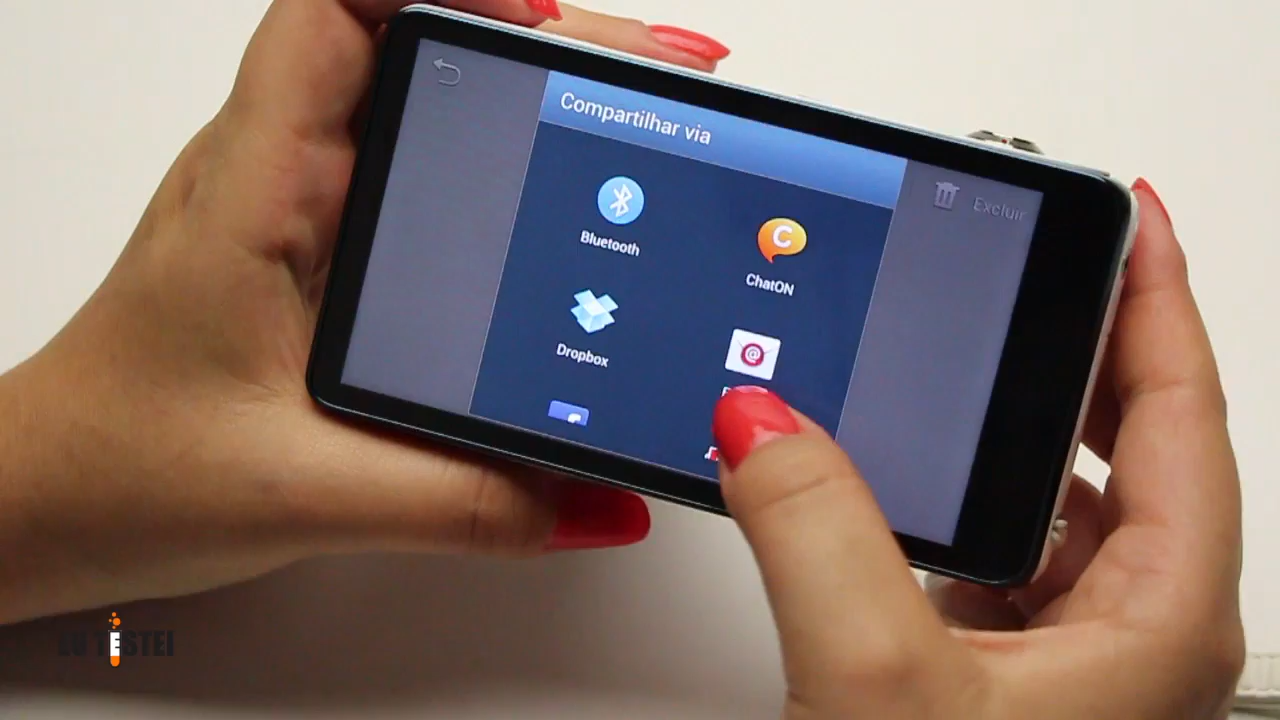 Compartilhar via
Excluir
Bluetooth
ChatON
Dropbox
EU TESTEI